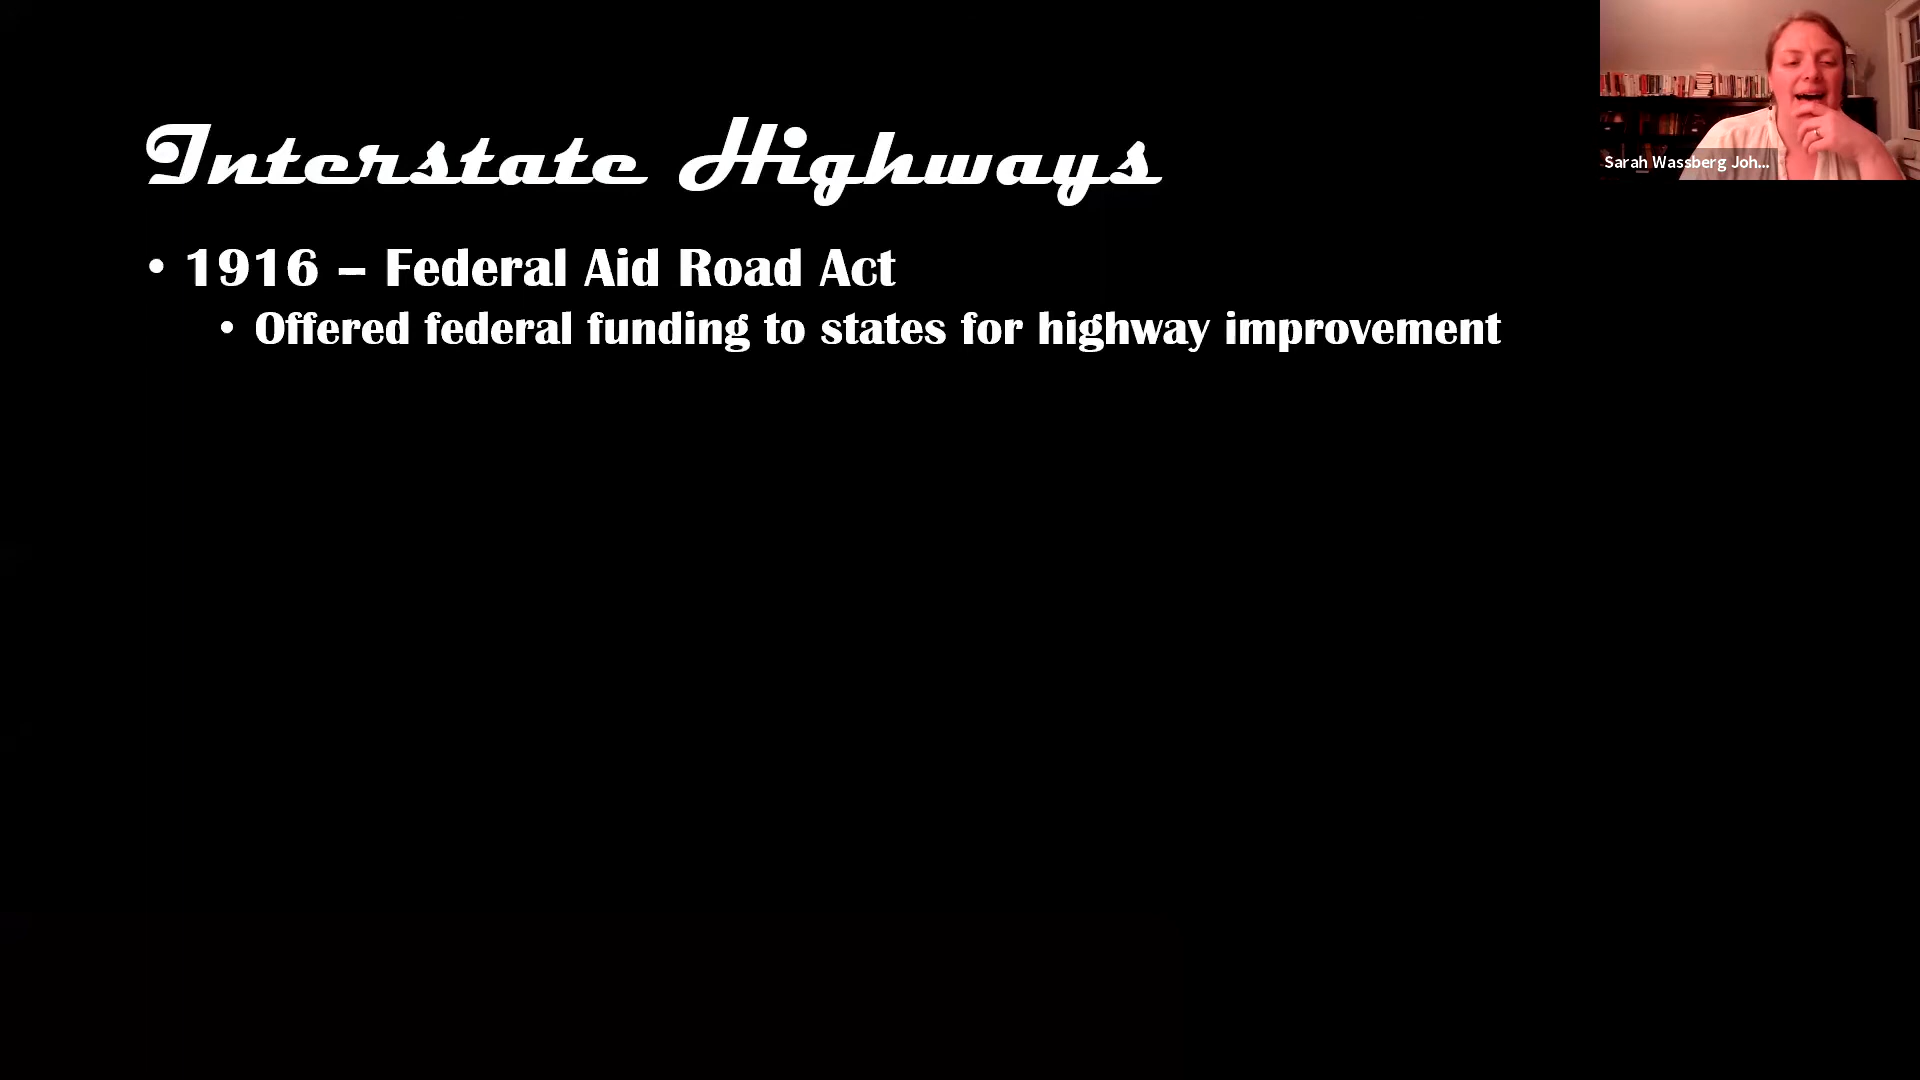 Interstate Highways
• 1916 – Federal Aid Road Act
• Offered federal funding to states for highway improvement
Sarah Wassberg Joh...